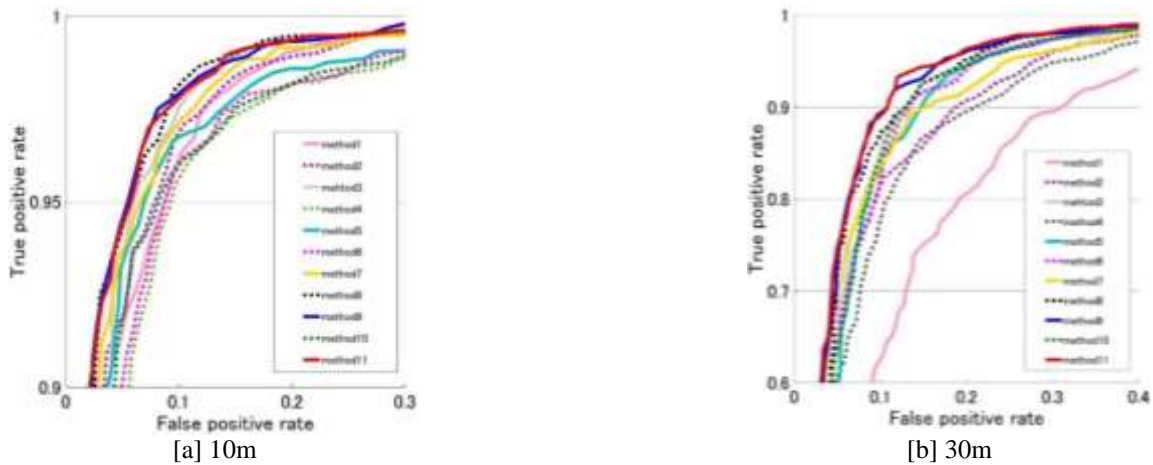 1
0.95
0.9
0
0.1
0.2
0.3
True positive rate
False positive rate
method1
method2
mehtod3
method4
method5
method6
method7
method8
method9
method10
method11
[a] 10m
1
0.9
0.8
0.7
0.6
0
0.1
0.2
0.3
0.4
True positive rate
False positive rate
method1
method2
method3
method4
method5
method6
method7
method8
method9
method10
method11
[b] 30m